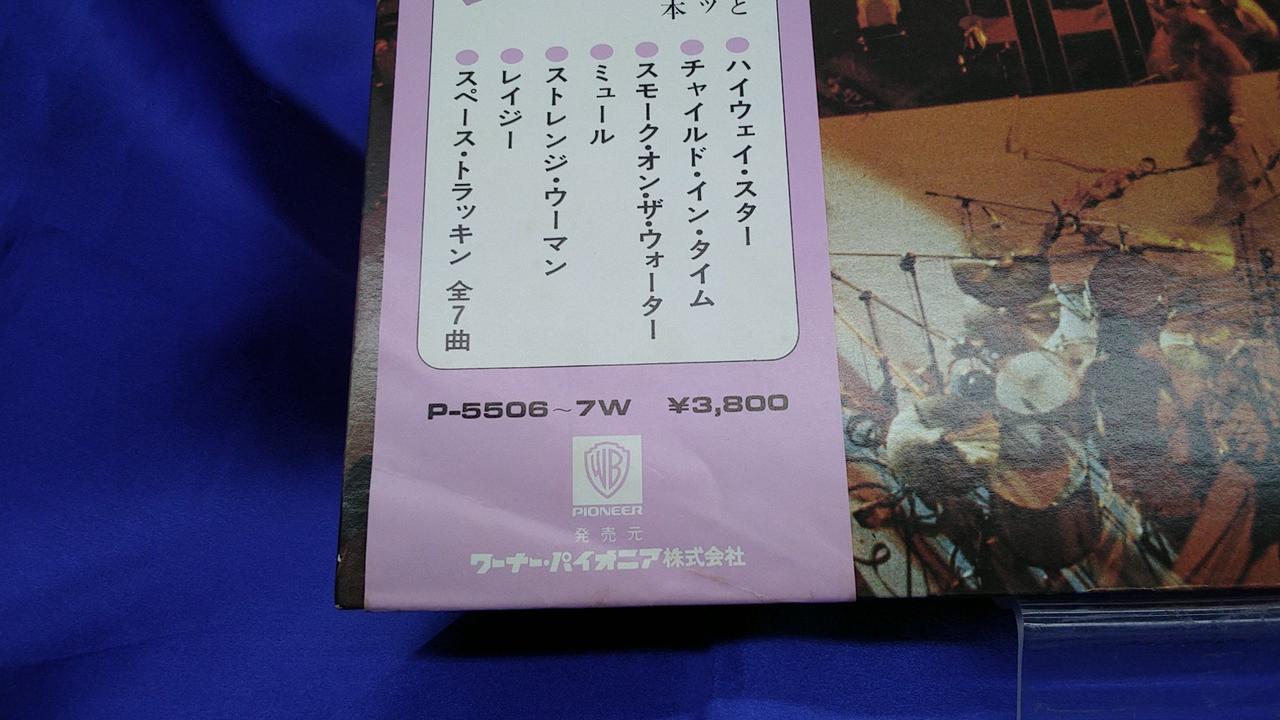 と
ッ
本
●ハイウェイ・スター
●チャイルド・イン・タイム
●スモーク・オン・ザ・ウォーター
●ミュール
●ストレンジ・ウーマン
●レイジー
●スペース・トラッキン 全7曲
P-5506~7W ¥3,800
WB
PIONEER
発売元
ワーナー・パイオニア株式会社